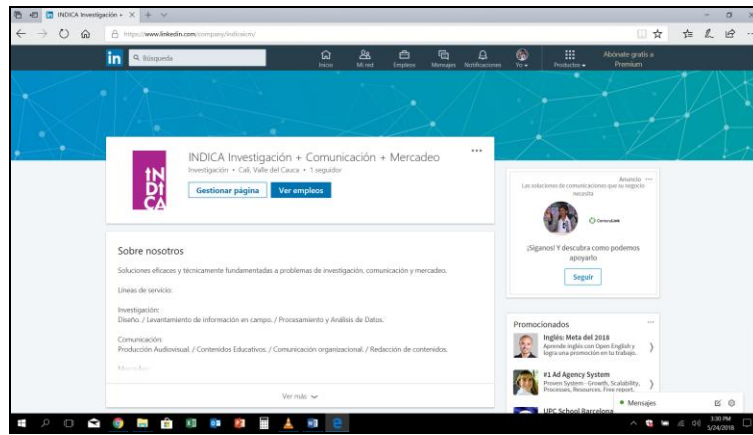 INDICA Investigación +
https://www.linkedin.com/company/indicaicm/
in
Búsqueda
Inicio
Mi red
Empleos
Mensajes
Notificaciones
Yo
Productos
Abónate gratis a
Premium
INDICA
INDICA Investigación + Comunicación + Mercadeo
Investigación • Cali, Valle del Cauca • 1 seguidor
Gestionar página
Ver empleos
Sobre nosotros
Soluciones eficaces y técnicamente fundamentadas a problemas de investigación, comunicación y mercadeo.
Líneas de servicio:
Investigación:
Diseño. / Levantamiento de información en campo. / Procesamiento y Análisis de Datos.
Comunicación:
Producción Audiovisual. / Contenidos Educativos. / Comunicación organizacional. / Redacción de contenidos.
Ver más
Anuncio
Las soluciones de comunicaciones que su negocio
necesita
CenturyLink
¡Síganos! Y descubra como podemos
apoyarlo
Seguir
Promocionados
Inglés: Meta del 2018
Aprende inglés con Open English y
logra una promoción en tu trabajo.
#1 Ad Agency System
Proven System - Growth, Scalability,
Processes, Resources. Free report.
UPC School Barcelona
Mensajes
3:30 PM
5/24/2018